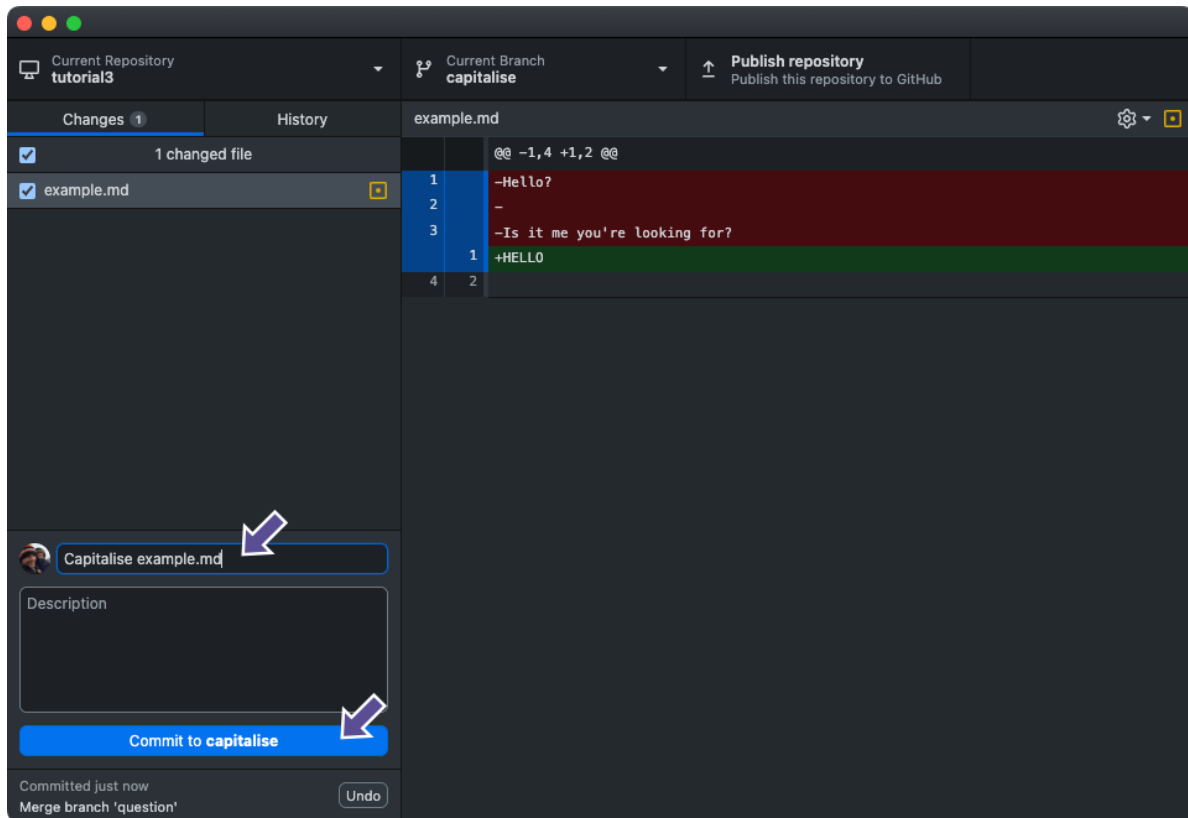 Current Repository
tutorial3
Current Branch
capitalise
Publish repository
Publish this repository to GitHub
Changes 1
History
example.md
1 changed file
example.md
@@ -1,4 +1,2 @@
1 -Hello?
2 -
3 -Is it me you're looking for?
1 +HELLO
4 2
Capitalise example.md
Description
Commit to capitalise
Committed just now
Merge branch 'question'
Undo